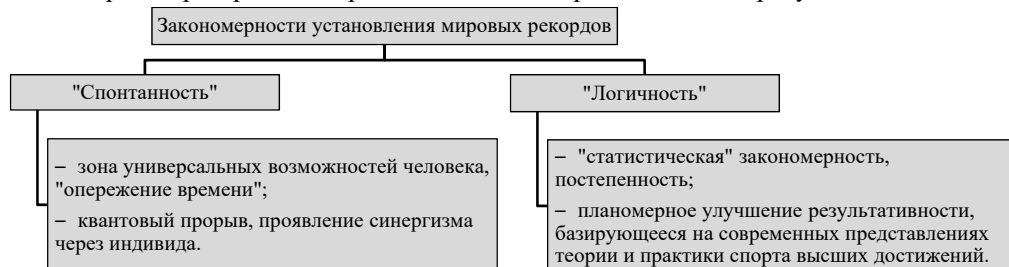 Закономерности установления мировых рекордов
"Спонтанность"
"Логичность"
– зона универсальных возможностей человека,
"опережение времени";
– квантовый прорыв, проявление синергизма
через индивида.
– "статистическая" закономерность,
постепенность;
– планомерное улучшение результативности,
базирующееся на современных представлениях
теории и практики спорта высших достижений.